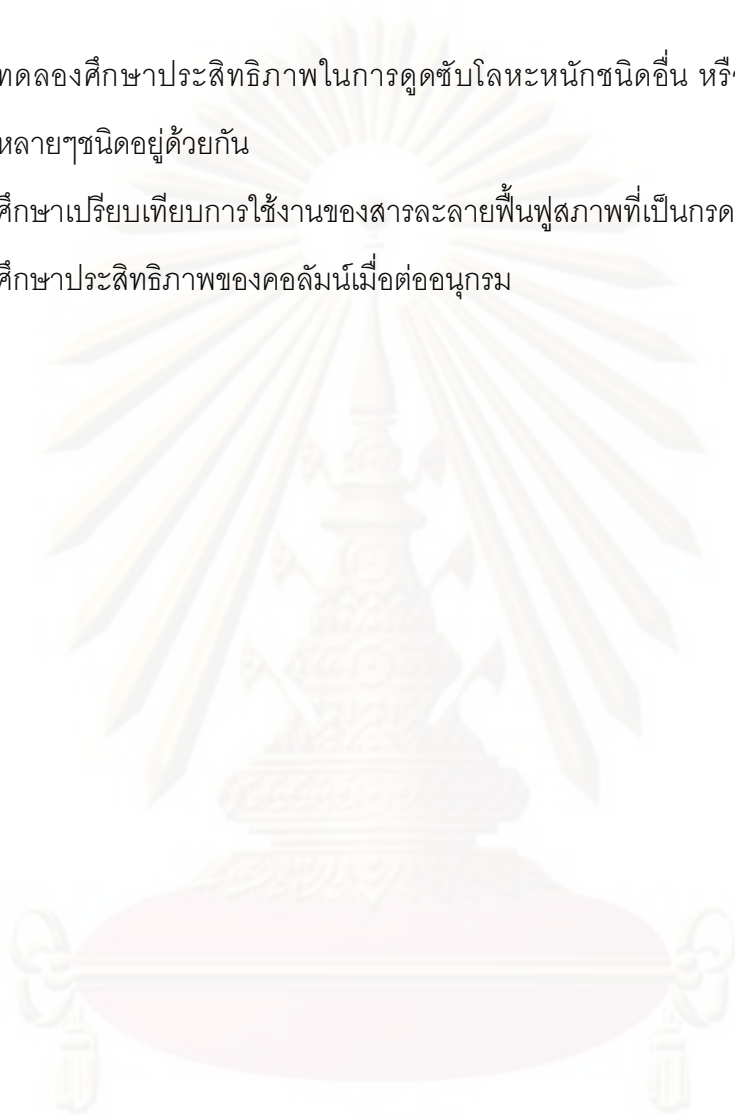 ทดลองศึกษาประสิทธิภาพในการดูดซับโลหะหนักชนิดอื่น
หลายๆชนิดอยู่ด้วยกัน
ศึกษาเปรียบเทียบการใช้งานของสารละลายฟื้นฟูสภาพที่เป็นกรด
ศึกษาประสิทธิภาพของคอลัมน์เมื่อต่ออนุกรม